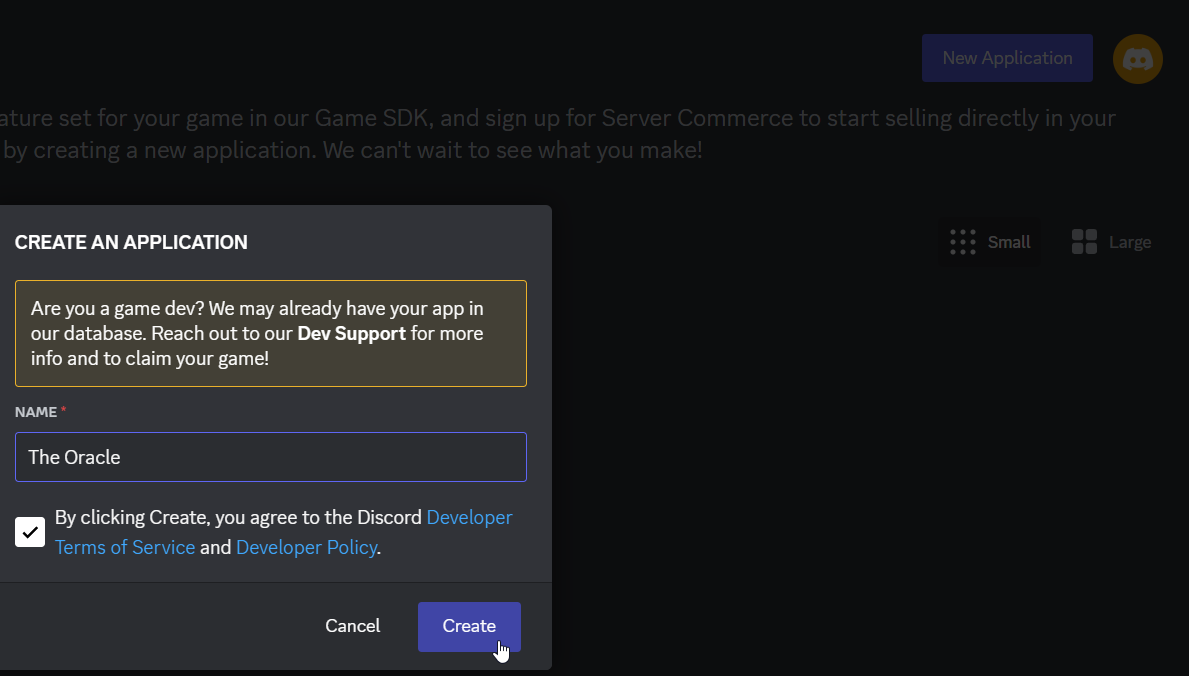 New Application
ature set for your game in our Game SDK, and sign up for Server Commerce to start selling directly in your
by creating a new application. We can't wait to see what you make!
Small
Large
CREATE AN APPLICATION
Are you a game dev? We may already have your app in
our database. Reach out to our Dev Support for more
info and to claim your game!
NAME *
The Oracle
By clicking Create, you agree to the Discord Developer
Terms of Service and Developer Policy.
Cancel
Create